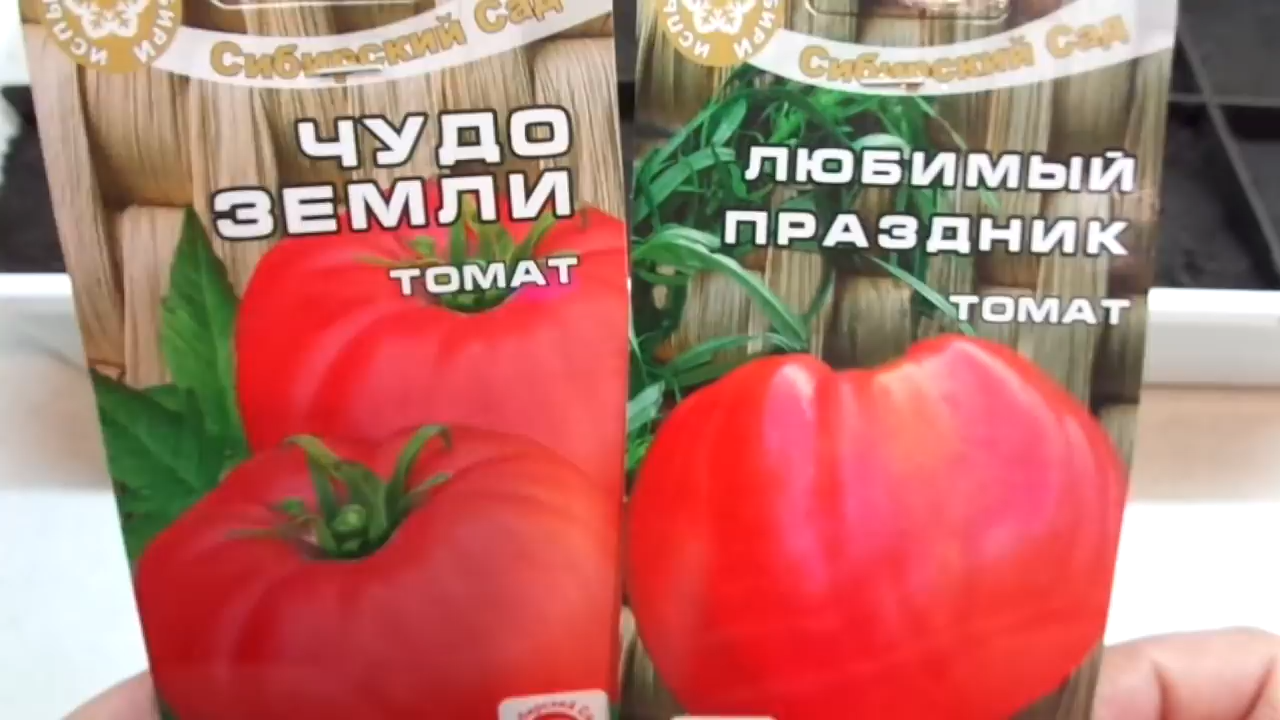 Сибирский Сад
ЧУДО
ЗЕМЛИ
ТОМАТ
Сибирский Сад
ЛЮБИМЫЙ
ПРАЗДНИК
ТОМАТ